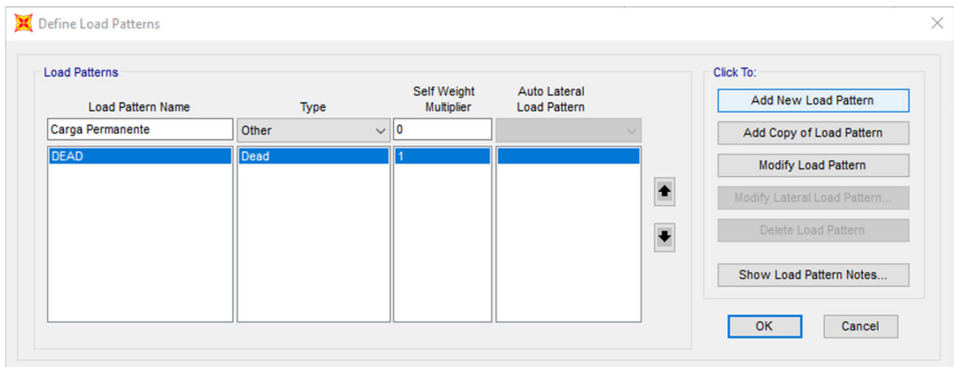 Define Load Patterns
Load Patterns
Click To:
Load Pattern Name Type Self Weight Multiplier Auto Lateral Load Pattern
Carga Permanente Other 0
DEAD Dead 1
Add New Load Pattern
Add Copy of Load Pattern
Modify Load Pattern
Modify Lateral Load Pattern...
Delete Load Pattern
Show Load Pattern Notes...
OK Cancel